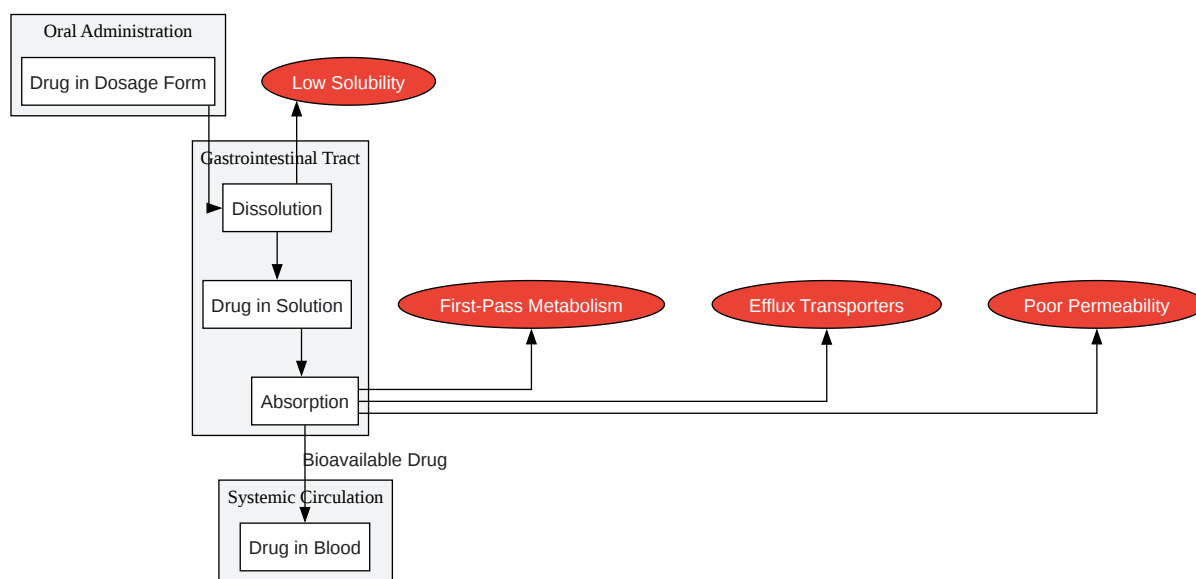 Oral Administration
Drug in Dosage Form
Low Solubility
Gastrointestinal Tract
Dissolution
Drug in Solution
First-Pass Metabolism
Efflux Transporters
Poor Permeability
Absorption
Bioavailable Drug
Systemic Circulation
Drug in Blood